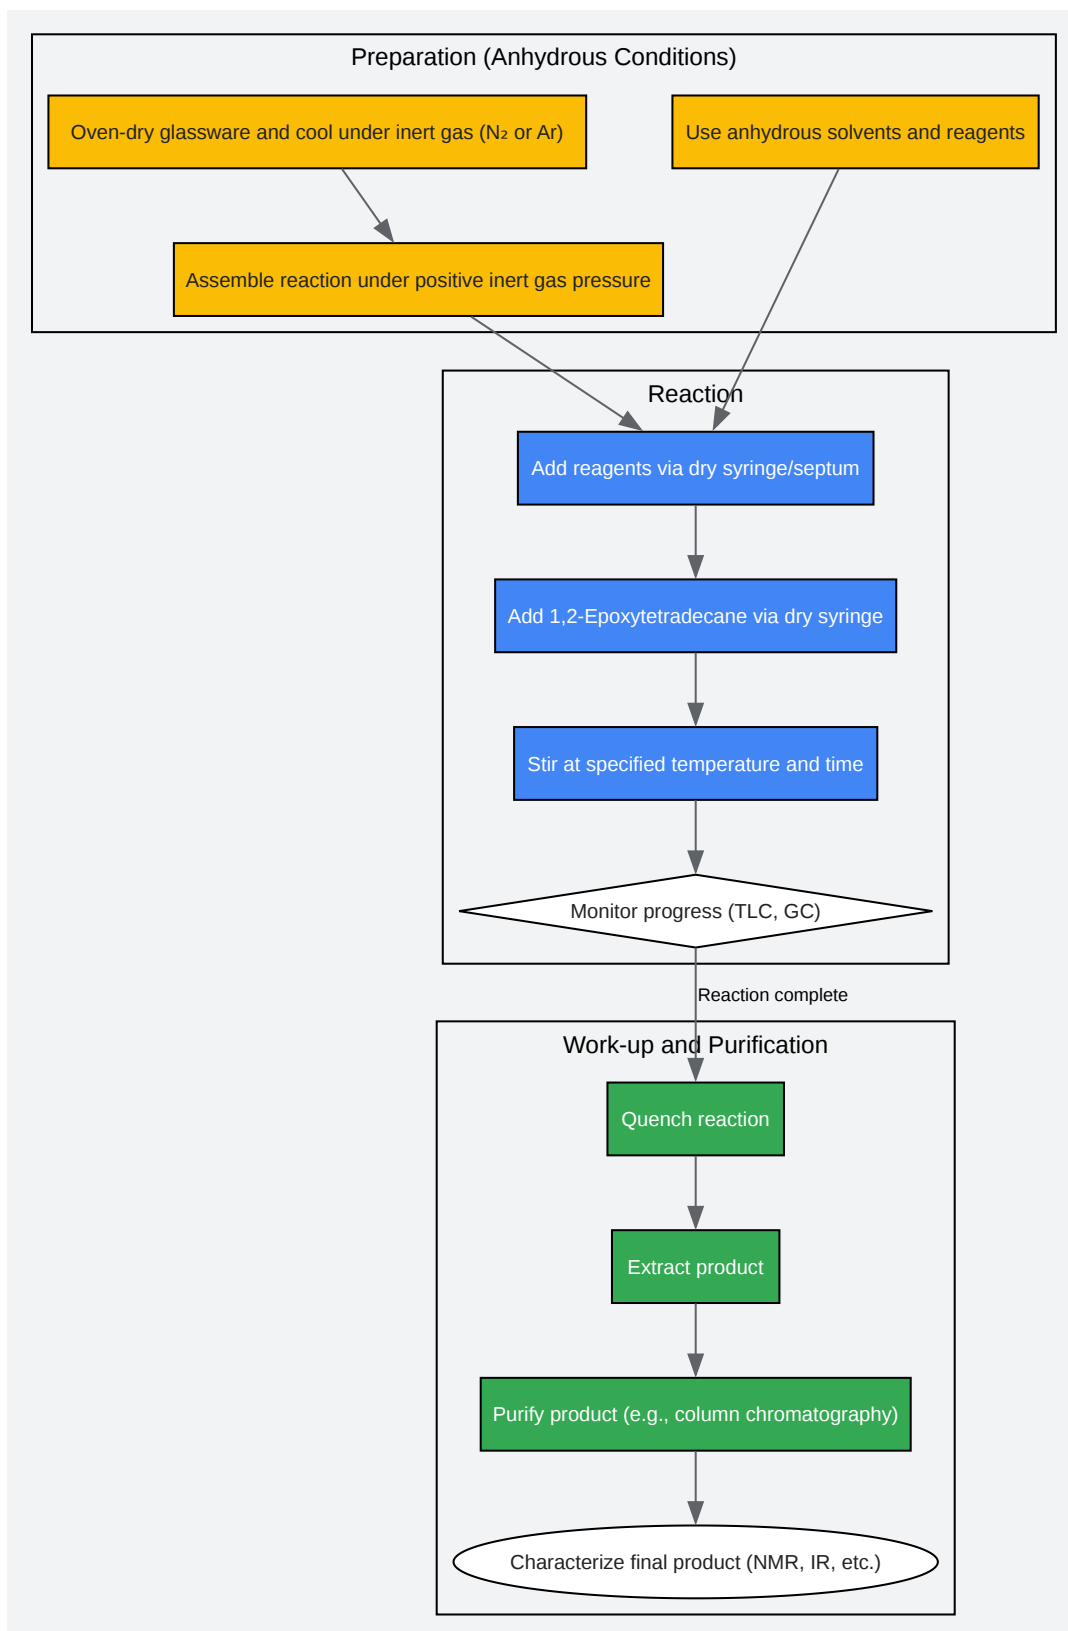 Preparation (Anhydrous Conditions)
Oven-dry glassware and cool under inert gas (N₂ or Ar)
Use anhydrous solvents and reagents
Assemble reaction under positive inert gas pressure
Reaction
Add reagents via dry syringe/septum
Add 1,2-Epoxytetradecane via dry syringe
Stir at specified temperature and time
Monitor progress (TLC, GC)
Reaction complete
Work-up and Purification
Quench reaction
Extract product
Purify product (e.g., column chromatography)
Characterize final product (NMR, IR, etc.)